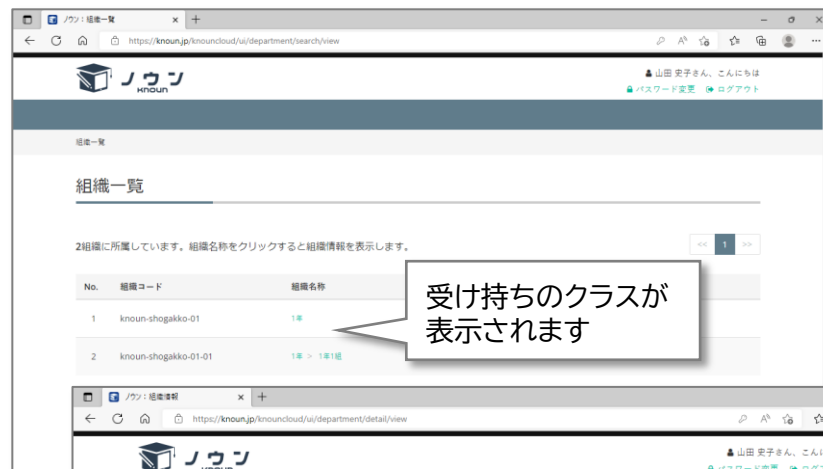 ノウン：組織一覧
https://knoun.jp/knouncloud/ui/department/search/view
ノウン
knoun
山田 史子さん、こんにちは
パスワード変更 ログアウト
組織一覧
組織一覧
2組織に所属しています。組織名称をクリックすると組織情報を表示します。
<< 1 >>
No. 組織コード 組織名称
1 knoun-shogakko-01 1年
2 knoun-shogakko-01-01 1年 > 1年1組
受け持ちのクラスが
表示されます
ノウン：組織情報
https://knoun.jp/knouncloud/ui/department/detail/view
ノウン
山田 史子さん、こんに